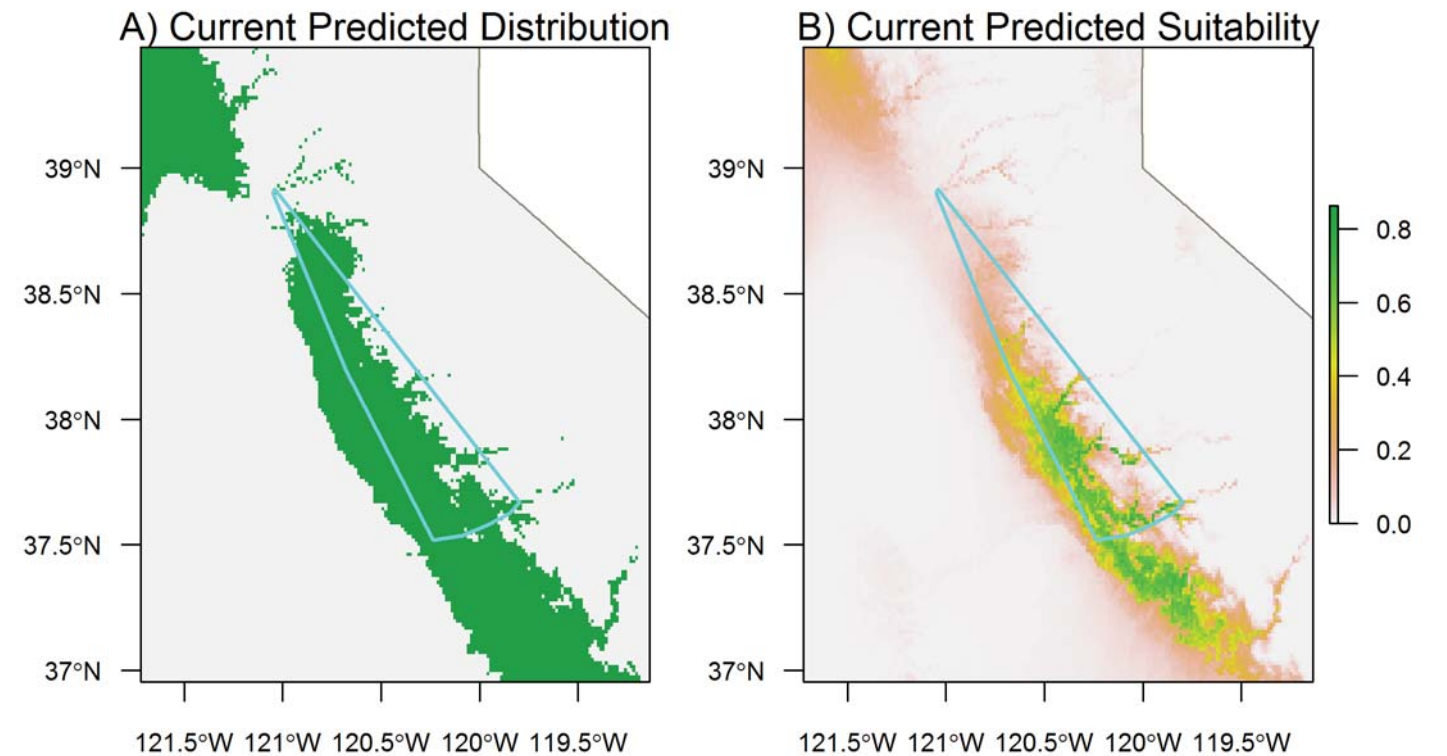 A) Current Predicted Distribution
B) Current Predicted Suitability
39°N
38.5°N
38°N
37.5°N
37°N
121.5°W 121°W 120.5°W 120°W 119.5°W
39°N
38.5°N
38°N
37.5°N
37°N
121.5°W 121°W 120.5°W 120°W 119.5°W
0.8
0.6
0.4
0.2
0.0